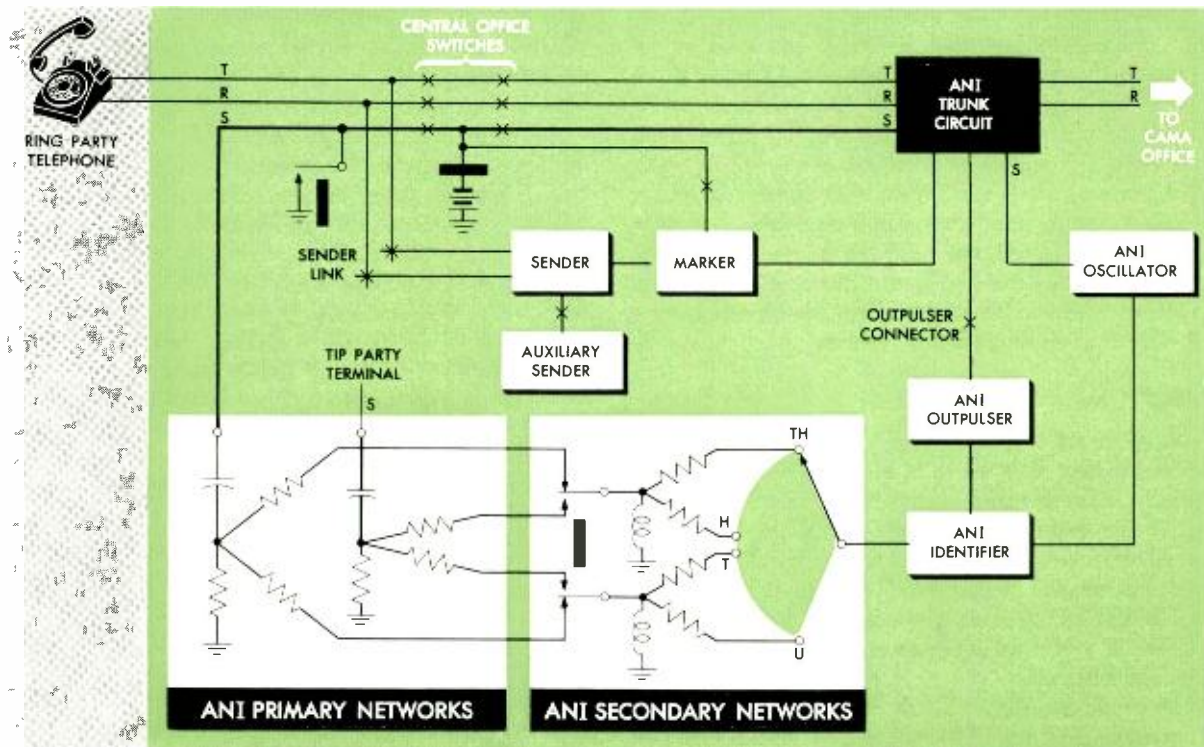 CENTRAL OFFICE
SWITCHES
T
R
S
T
R
S
ANI
TRUNK
CIRCUIT
T
R
TO
CAMA
OFFICE
RING PARTY
TELEPHONE
S
SENDER
LINK
SENDER
MARKER
ANI
OSCILLATOR
OUTPULSER
CONNECTOR
AUXILIARY
SENDER
TIP PARTY
TERMINAL
S
ANI
OUTPULSER
TH
H
T
U
ANI
IDENTIFIER
ANI PRIMARY NETWORKS
ANI SECONDARY NETWORKS